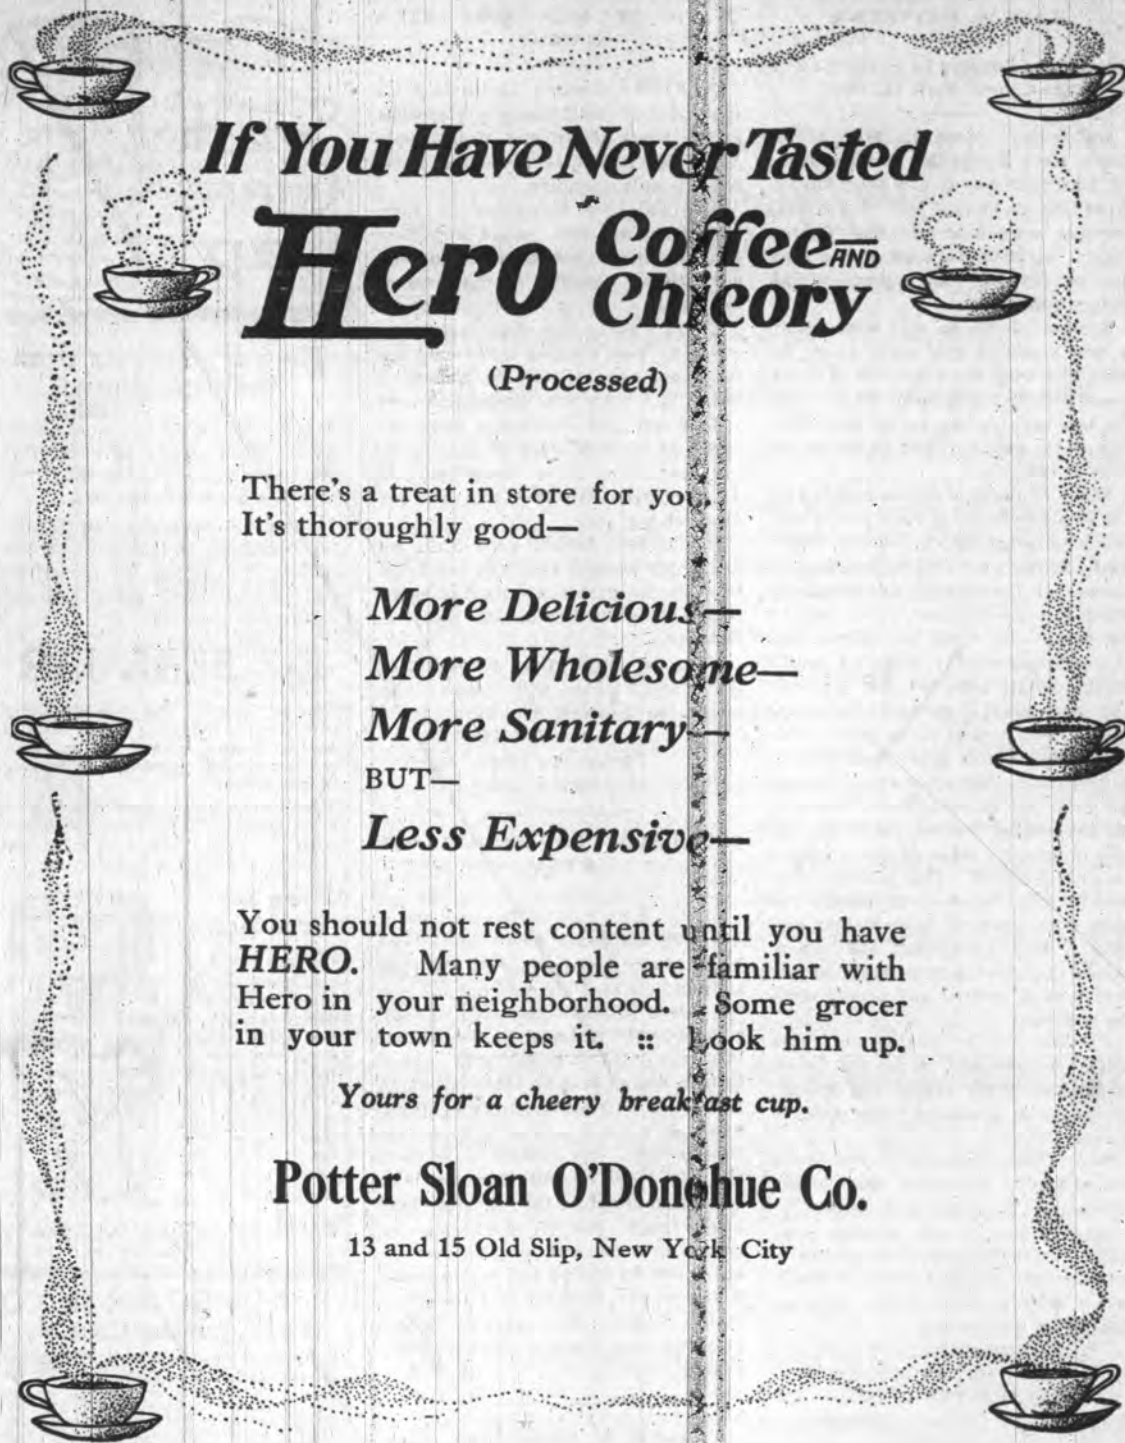 If You Have Never Tasted
Hero Coffee AND
Chicory
(Processed)
There's a treat in store for you.
It's thoroughly good—
More Delicious—
More Wholesome—
More Sanitary—
BUT—
Less Expensive—
You should not rest content until you have
HERO. Many people are familiar with
Hero in your neighborhood. Some grocer
in your town keeps it. :: Look him up.
Yours for a cheery breakfast cup.
Potter Sloan O'Donohue Co.
13 and 15 Old Slip, New York City